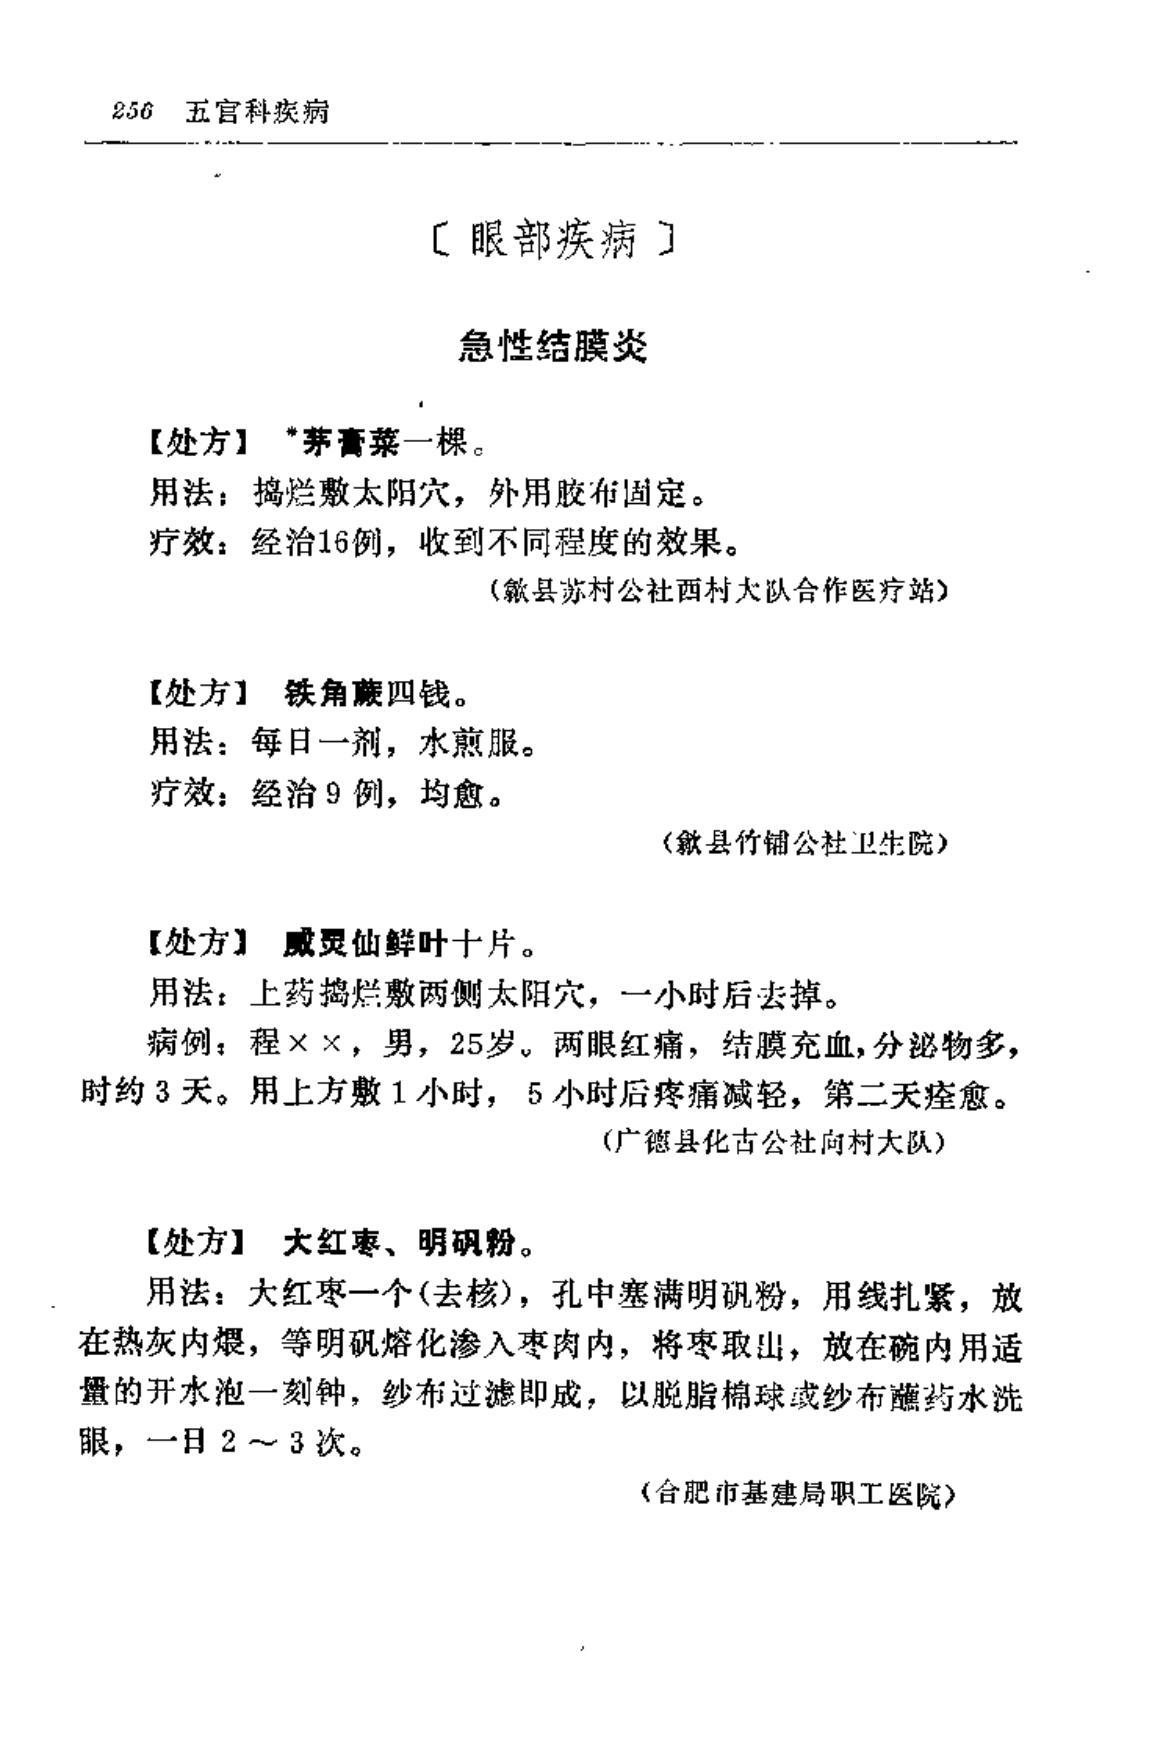 256 五官科疾病
〔眼部疾病〕
急性结膜炎
【处方】 *茅膏菜一棵。
用法：捣烂敷太阳穴，外用胶布固定。
疗效：经治16例，收到不同程度的效果。
（歙县苏村公社西村大队合作医疗站）
【处方】 铁角蕨四钱。
用法：每日一剂，水煎服。
疗效：经治9例，均愈。
（歙县竹铺公社卫生院）
【处方】 威灵仙鲜叶十片。
用法：上药捣烂敷两侧太阳穴，一小时后去掉。
病例：程××，男，25岁。两眼红痛，结膜充血，分泌物多，
时约3天。用上方敷1小时，5小时后疼痛减轻，第二天痊愈。
（广德县化古公社向村大队）
【处方】 大红枣、明矾粉。
用法：大红枣一个（去核），孔中塞满明矾粉，用线扎紧，放
在热灰内煨，等明矾熔化渗入枣肉内，将枣取出，放在碗内用适
量的开水泡一刻钟，纱布过滤即成，以脱脂棉球或纱布蘸药水洗
眼，一日2～3次。
（合肥市基建局职工医院）